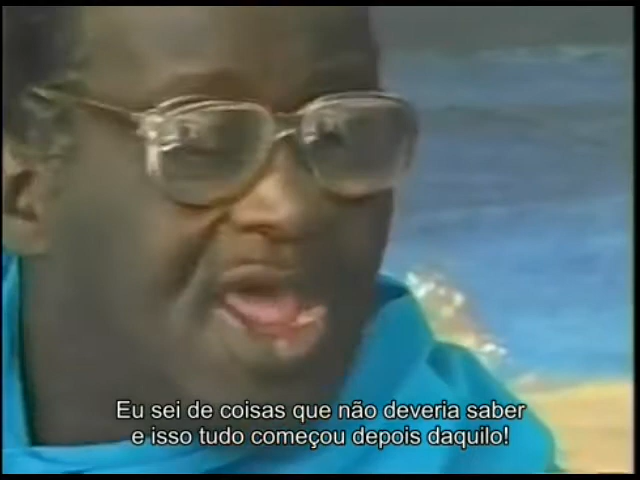 Eu sei de coisas que não deveria saber
e isso tudo começou depois daquilo!